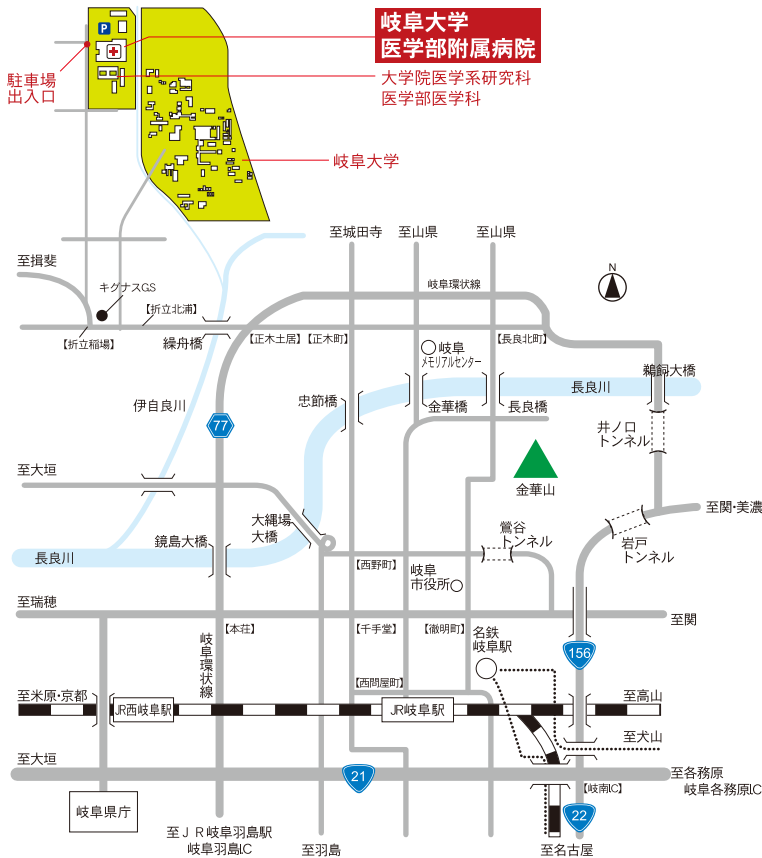 岐阜大学
医学部附属病院
P
駐車場
出入口
大学院医学系研究科
医学部医学科
岐阜大学
至城田寺
至山県
至山県
至揖斐
キグナスGS
岐阜環状線
N
【折立北浦】
【折立稲場】
繰舟橋
【正木土居】
【正木町】
【長良北町】
岐阜
メモリアルセンター
鵜飼大橋
長良川
忠節橋
金華橋
長良橋
伊自良川
77
井ノ口
トンネル
至大垣
金華山
至関・美濃
大縄場
大橋
鶯谷
トンネル
鏡島大橋
岩戸
トンネル
長良川
【西野町】
岐阜
市役所
至瑞穂
至関
【本荘】
【千手堂】
【徹明町】
岐阜環状線
名鉄
岐阜駅
156
【西問屋町】
至米原・京都
至高山
JR西岐阜駅
JR岐阜駅
至犬山
至大垣
21
至各務原
岐阜各務原I.C
【岐南IC】
岐阜県庁
22
至JR岐阜羽島駅
岐阜羽島I.C
至羽島
至名古屋